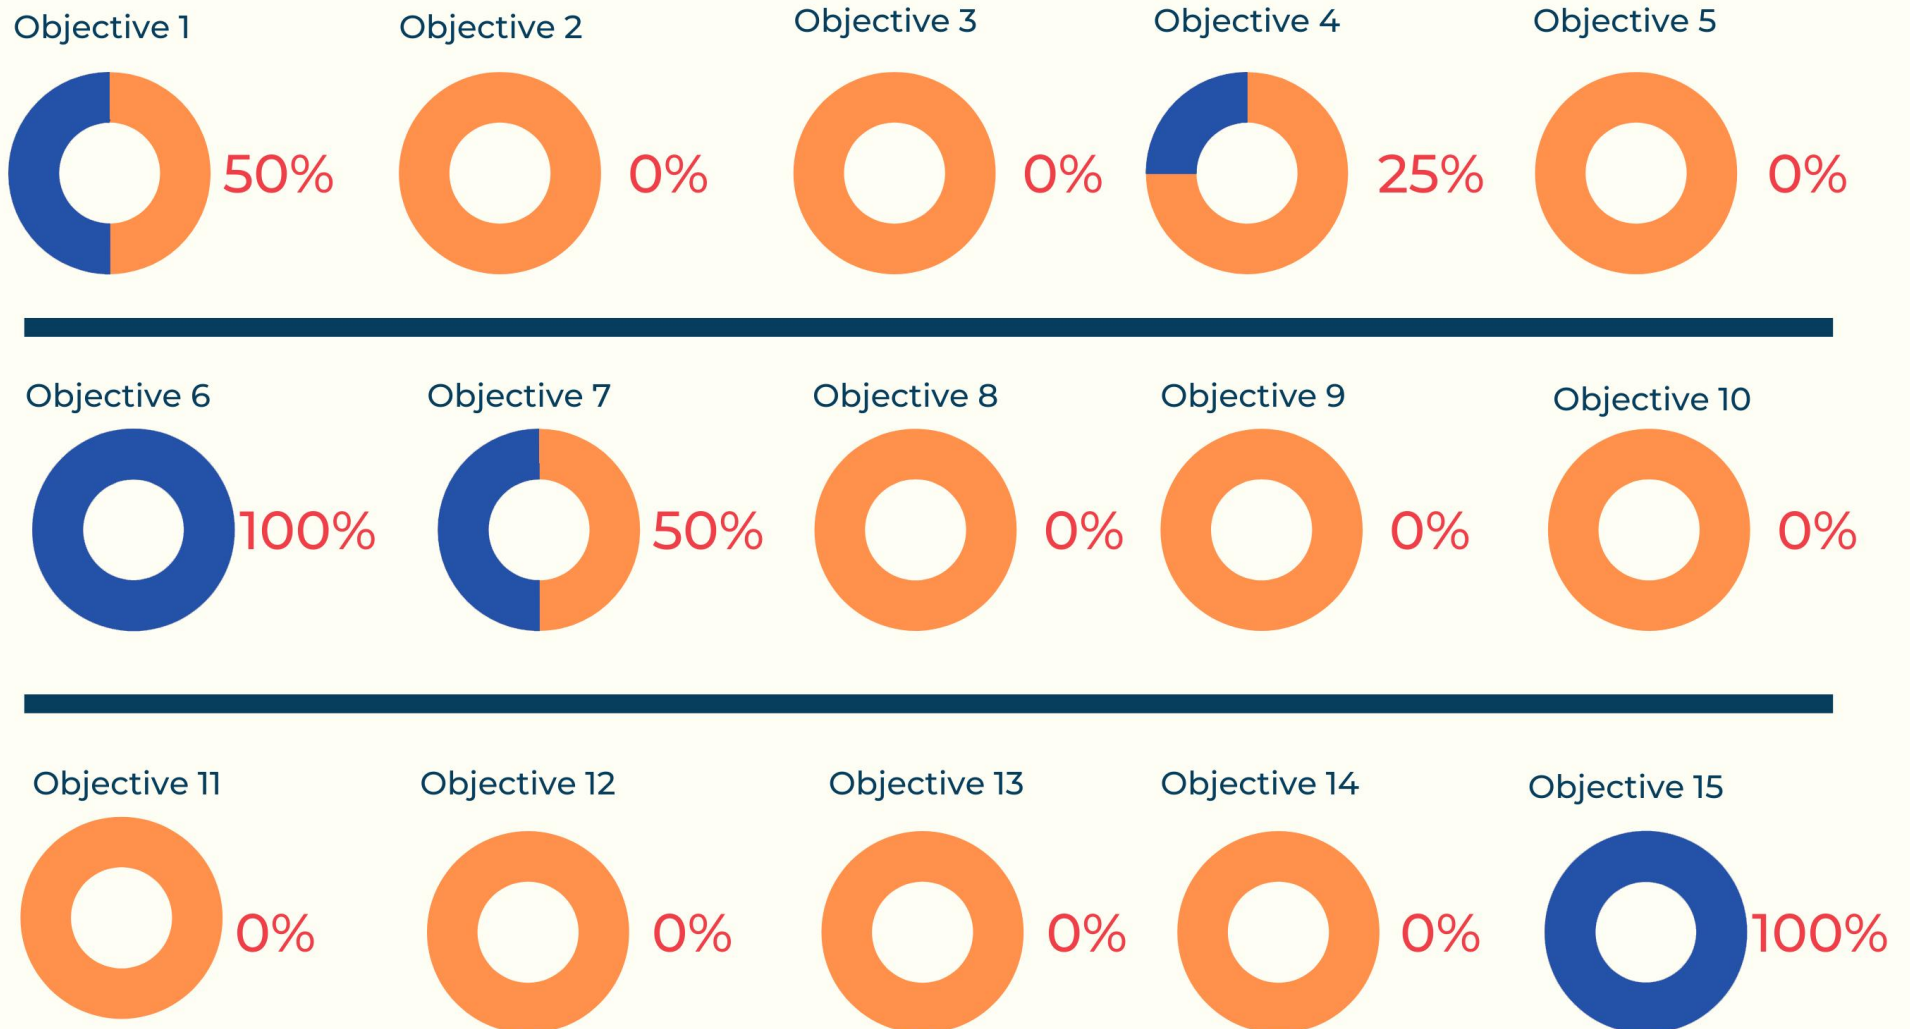 Objective 1
Objective 2
Objective 3
Objective 4
Objective 5
50%
0%
0%
25%
0%
Objective 6
Objective 7
Objective 8
Objective 9
Objective 10
100%
50%
0%
0%
0%
Objective 11
Objective 12
Objective 13
Objective 14
Objective 15
0%
0%
0%
0%
100%